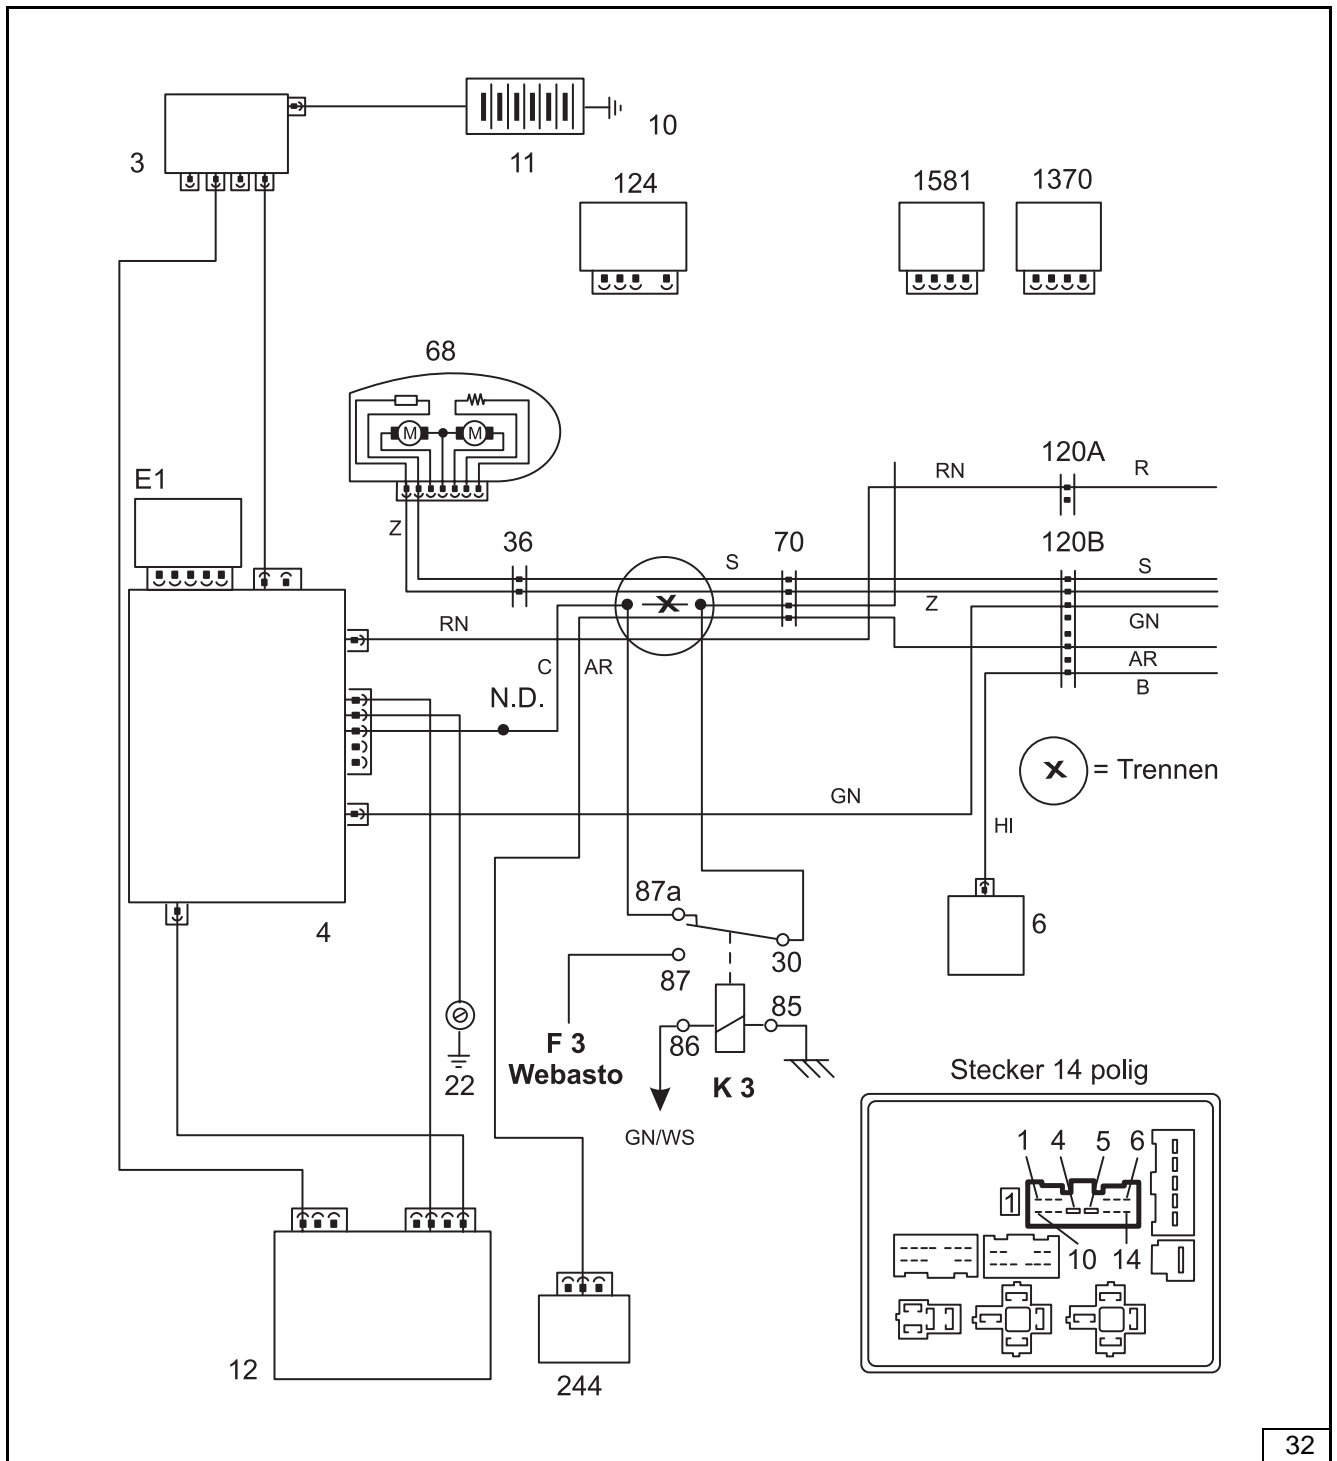 3
11
10
124
1581
1370
68
M
M
E1
120A
R
RN
Z
36
70
120B
S
S
Z
GN
RN
C
AR
AR
B
N.D.
X
X
= Trennen
GN
HI
87a
4
6
30
87
85
86
F 3
Webasto
K 3
22
GN/WS
Stecker 14 polig
1
4
5
6
1
10
14
12
244
32